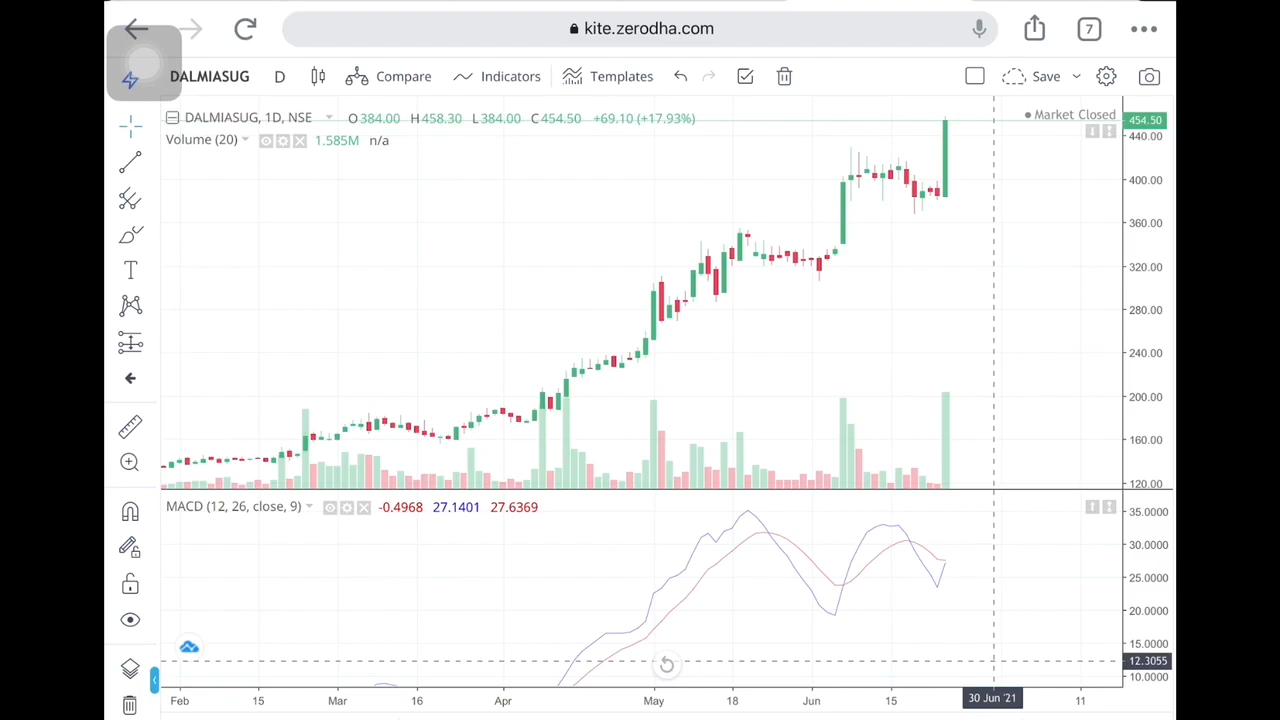 kite.zerodha.com
7
DALMIASUG D Compare Indicators Templates Save
DALMIASUG, 1D, NSE O384.00 H458.30 L384.00 C454.50 +69.10 (+17.93%)
Market Closed
Volume (20) 1.585M n/a
454.50
440.00
400.00
360.00
320.00
280.00
240.00
200.00
160.00
120.00
MACD (12, 26, close, 9) -0.4968 27.1401 27.6369
35.0000
30.0000
25.0000
20.0000
15.0000
12.3055
10.0000
Feb 15 Mar 16 Apr May 18 Jun 15 30 Jun '21 11